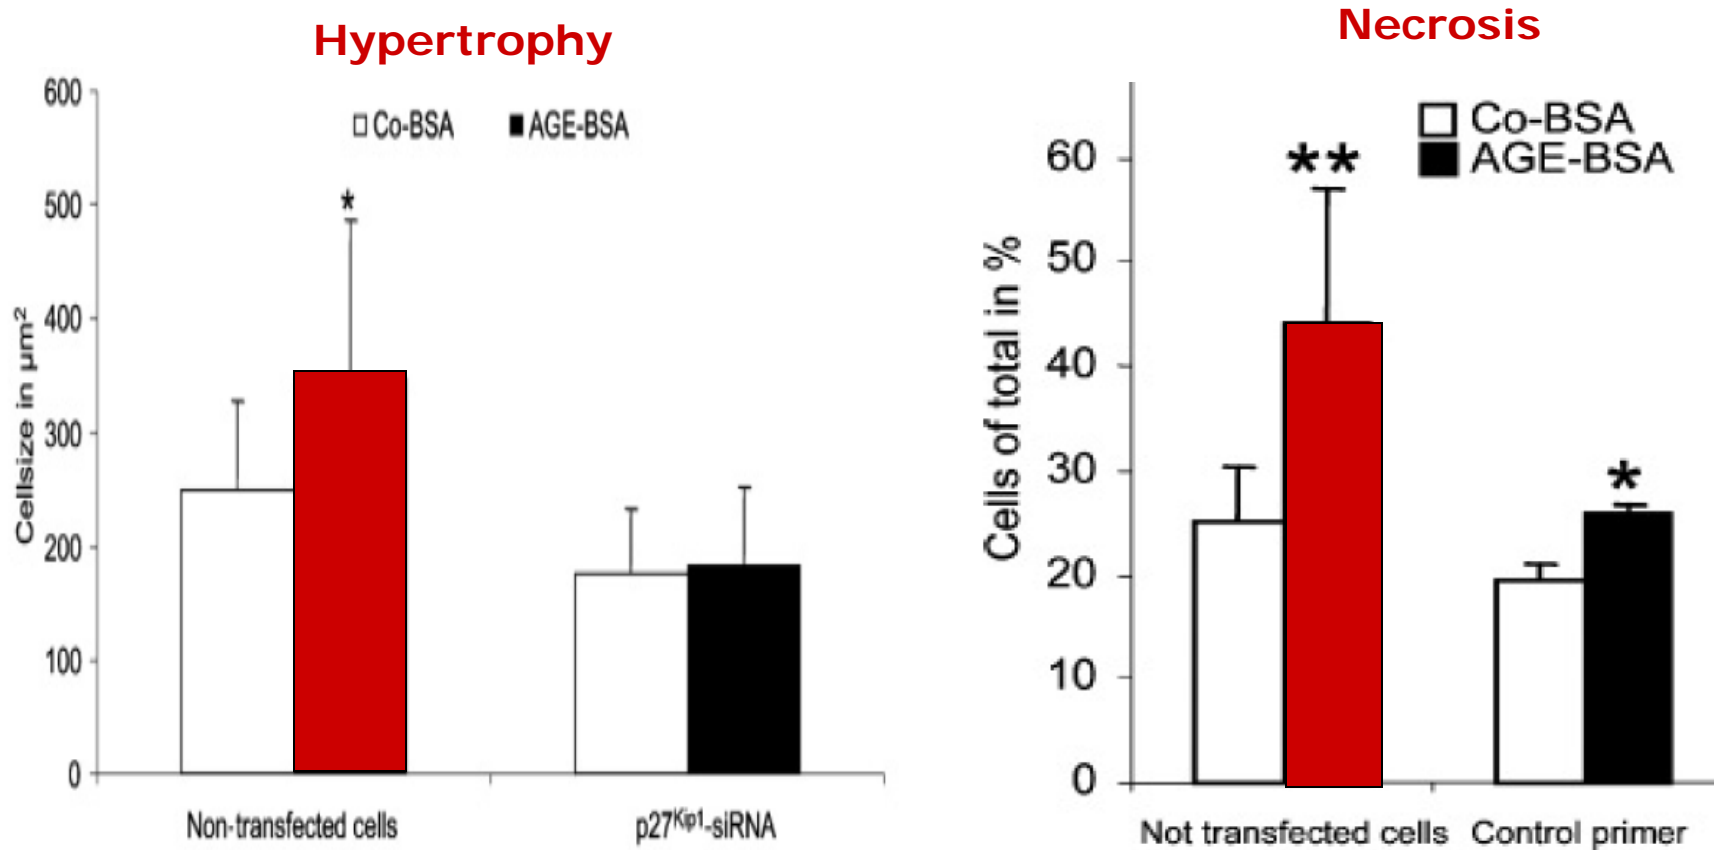 Hypertrophy
600
500
400
300
200
100
0
Cellsize in µm²
Co-BSA AGE-BSA
*
Non-transfected cells p27Kip1-siRNA
Necrosis
60
50
40
30
20
10
0
Cells of total in %
Co-BSA
AGE-BSA
**
*
Not transfected cells Control primer